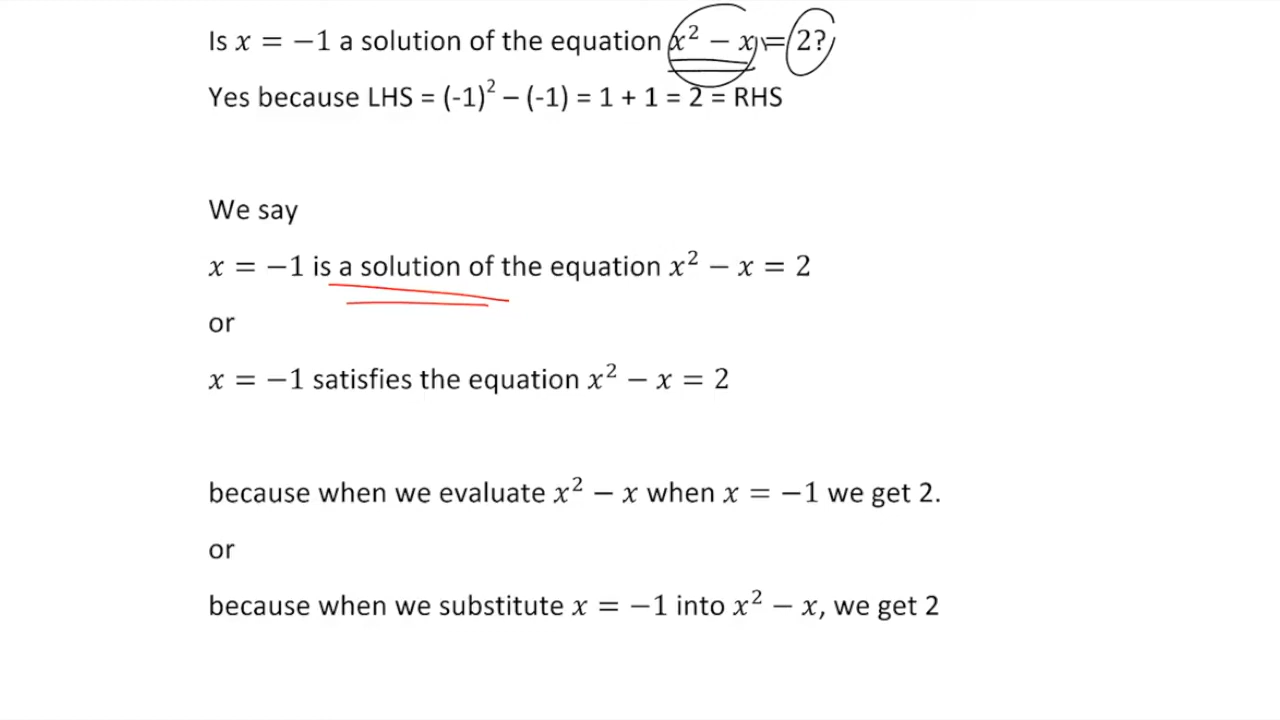 Is x = −1 a solution of the equation x² − x = 2?
Yes because LHS = (-1)² – (-1) = 1 + 1 = 2 = RHS
We say
x = −1 is a solution of the equation x² − x = 2
or
x = −1 satisfies the equation x² − x = 2
because when we evaluate x² − x when x = −1 we get 2.
or
because when we substitute x = −1 into x² − x, we get 2